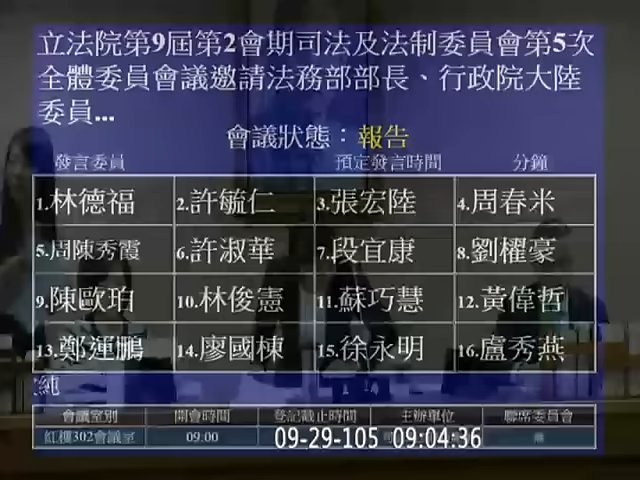 立法院第9屆第2會期司法及法制委員會第5次
全體委員會議邀請法務部部長、行政院大陸
委員...
會議狀態：報告
發言委員 預定發言時間 分鐘
1.林德福 2.許毓仁 3.張宏陸 4.周春米
5.周陳秀霞 6.許淑華 7.段宜康 8.劉櫂豪
9.陳歐珀 10.林俊憲 11.蘇巧慧 12.黃偉哲
13.鄭運鵬 14.廖國棟 15.徐永明 16.盧秀燕
純
會議室別 開會時間 登記截止時間 主辦單位 聯席委員會
紅樓302會議室 09:00 無
09-29-105 09:04:36